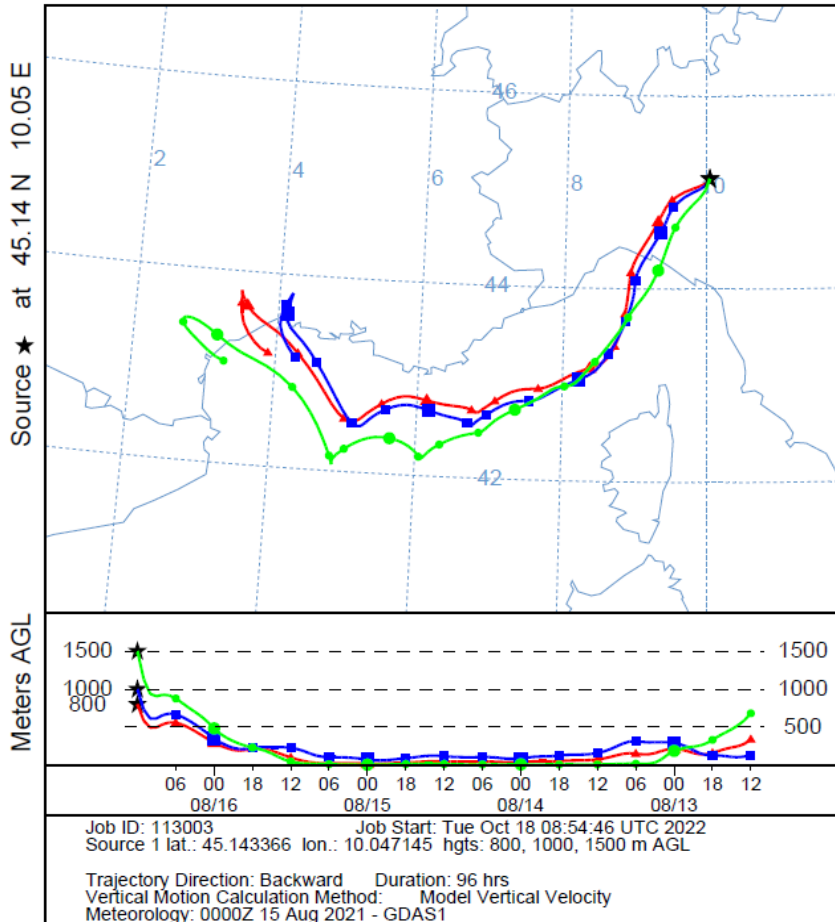 Source ★ at 45.14 N 10.05 E
46
2
4
6
8
0
44
42
Meters AGL
1500 1500
1000 1000
800
500
06 00 18 12 06 00 18 12 06 00 18 12 06 00 18 12
08/16 08/15 08/14 08/13
Job ID: 113003 Job Start: Tue Oct 18 08:54:46 UTC 2022
Source 1 lat.: 45.143366 lon.: 10.047145 hgts: 800, 1000, 1500 m AGL
Trajectory Direction: Backward Duration: 96 hrs
Vertical Motion Calculation Method: Model Vertical Velocity
Meteorology: 0000Z 15 Aug 2021 - GDAS1